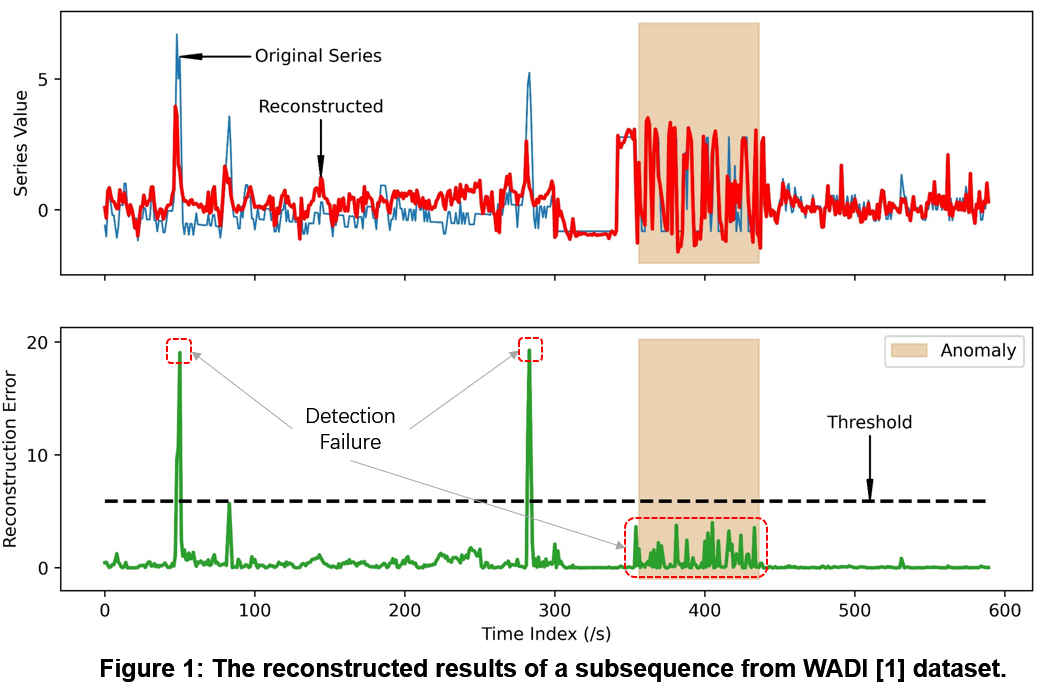 Original Series
Reconstructed
Series Value
5
0
20
10
0
Reconstruction Error
Anomaly
Detection
Failure
Threshold
0 100 200 300 400 500 600
Time Index (/s)
Figure 1: The reconstructed results of a subsequence from WADI [1] dataset.